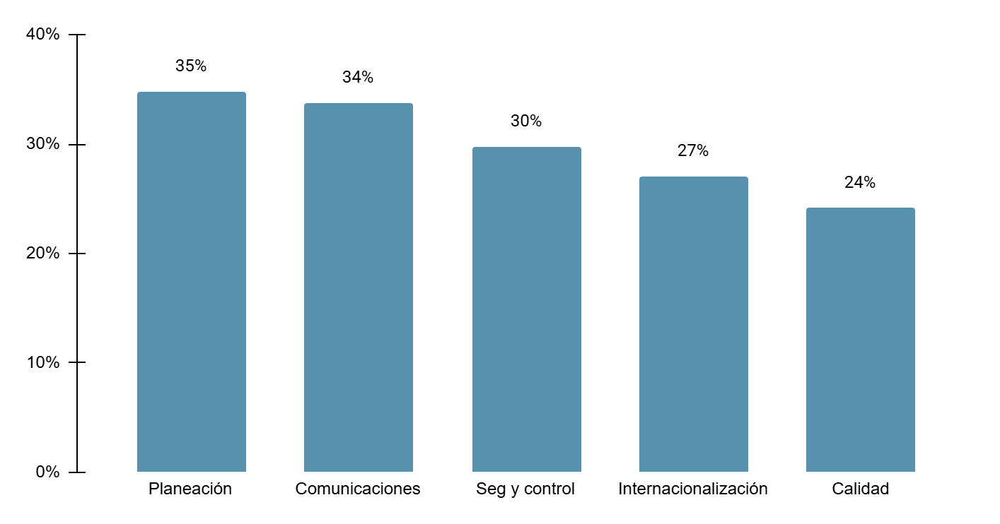 40%
35%
34%
30%
30%
27%
24%
20%
10%
0%
Planeación
Comunicaciones
Seg y control
Internacionalización
Calidad